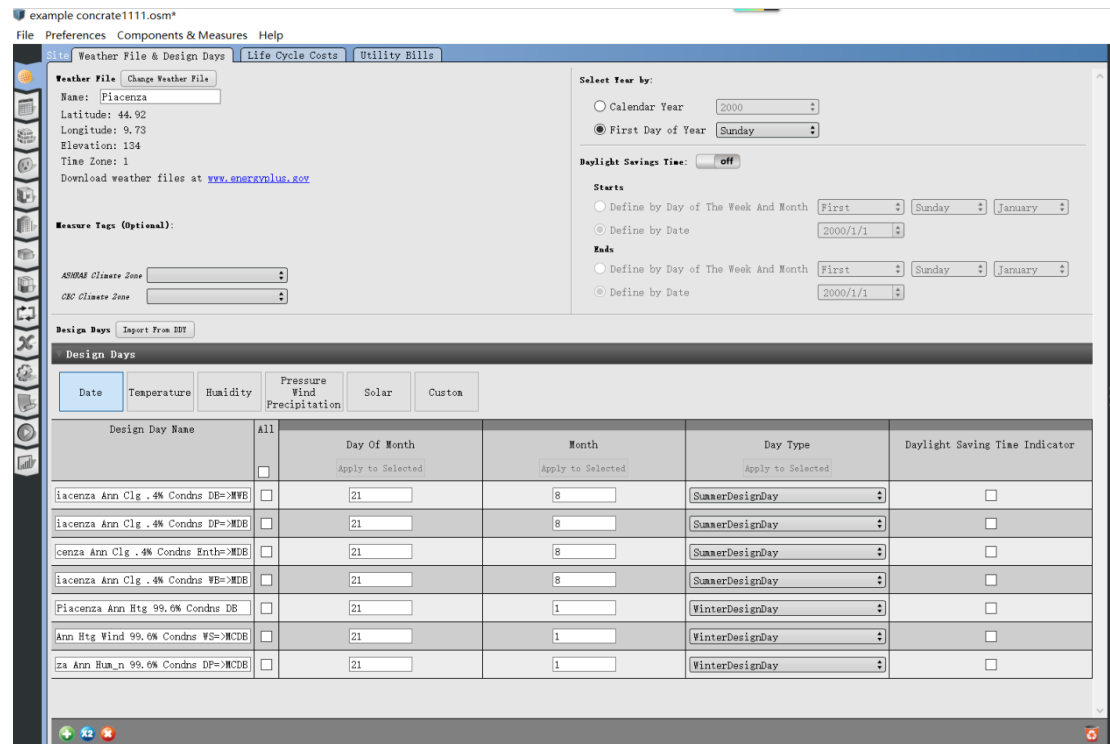 example concrate1111.osm*
File Preferences Components & Measures Help
Site Weather File & Design Days Life Cycle Costs Utility Bills
Weather File Change Weather File
Name: Piacenza
Latitude: 44.92
Longitude: 9.73
Elevation: 134
Time Zone: 1
Download weather files at www.energyplus.gov
Measure Tags (Optional):
ASHRAE Climate Zone
CEC Climate Zone
Select Year by:
Calendar Year 2000
First Day of Year Sunday
Daylight Savings Time: off
Starts
Define by Day of The Week And Month First Sunday January
Define by Date 2000/1/1
Ends
Define by Day of The Week And Month First Sunday January
Define by Date 2000/1/1
Design Days Import From DDY
Design Days
Date Temperature Humidity Pressure Wind Precipitation Solar Custom
Design Day Name All Day Of Month Month Day Type Daylight Saving Time Indicator
Apply to Selected Apply to Selected Apply to Selected
iacenza Ann Clg .4% Condns DB=>MWB 21 8 SummerDesignDay
iacenza Ann Clg .4% Condns DP=>MDB 21 8 SummerDesignDay
cenza Ann Clg .4% Condns Enth=>MDB 21 8 SummerDesignDay
iacenza Ann Clg .4% Condns WB=>MDB 21 8 SummerDesignDay
Piacenza Ann Htg 99.6% Condns DB 21 1 WinterDesignDay
Ann Htg Wind 99.6% Condns WS=>MCDB 21 1 WinterDesignDay
za Ann Hum_n 99.6% Condns DP=>MCDB 21 1 WinterDesignDay
X2